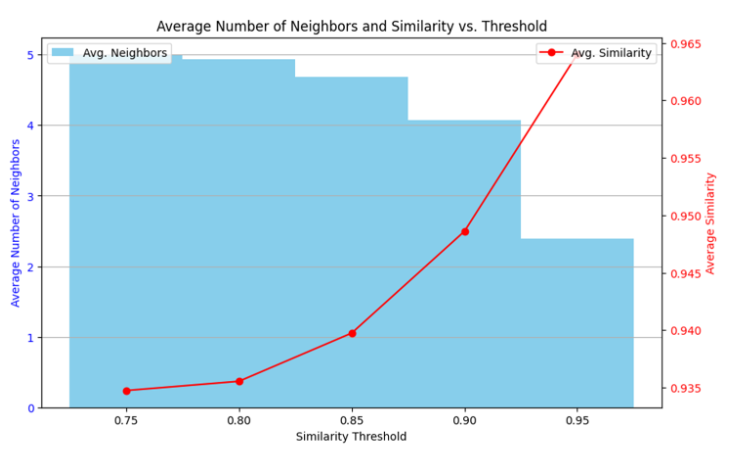 Average Number of Neighbors and Similarity vs. Threshold
Avg. Neighbors
Avg. Similarity
Average Number of Neighbors
5
4
3
2
1
0
0.965
0.960
0.955
0.950
0.945
0.940
0.935
Average Similarity
0.75 0.80 0.85 0.90 0.95
Similarity Threshold